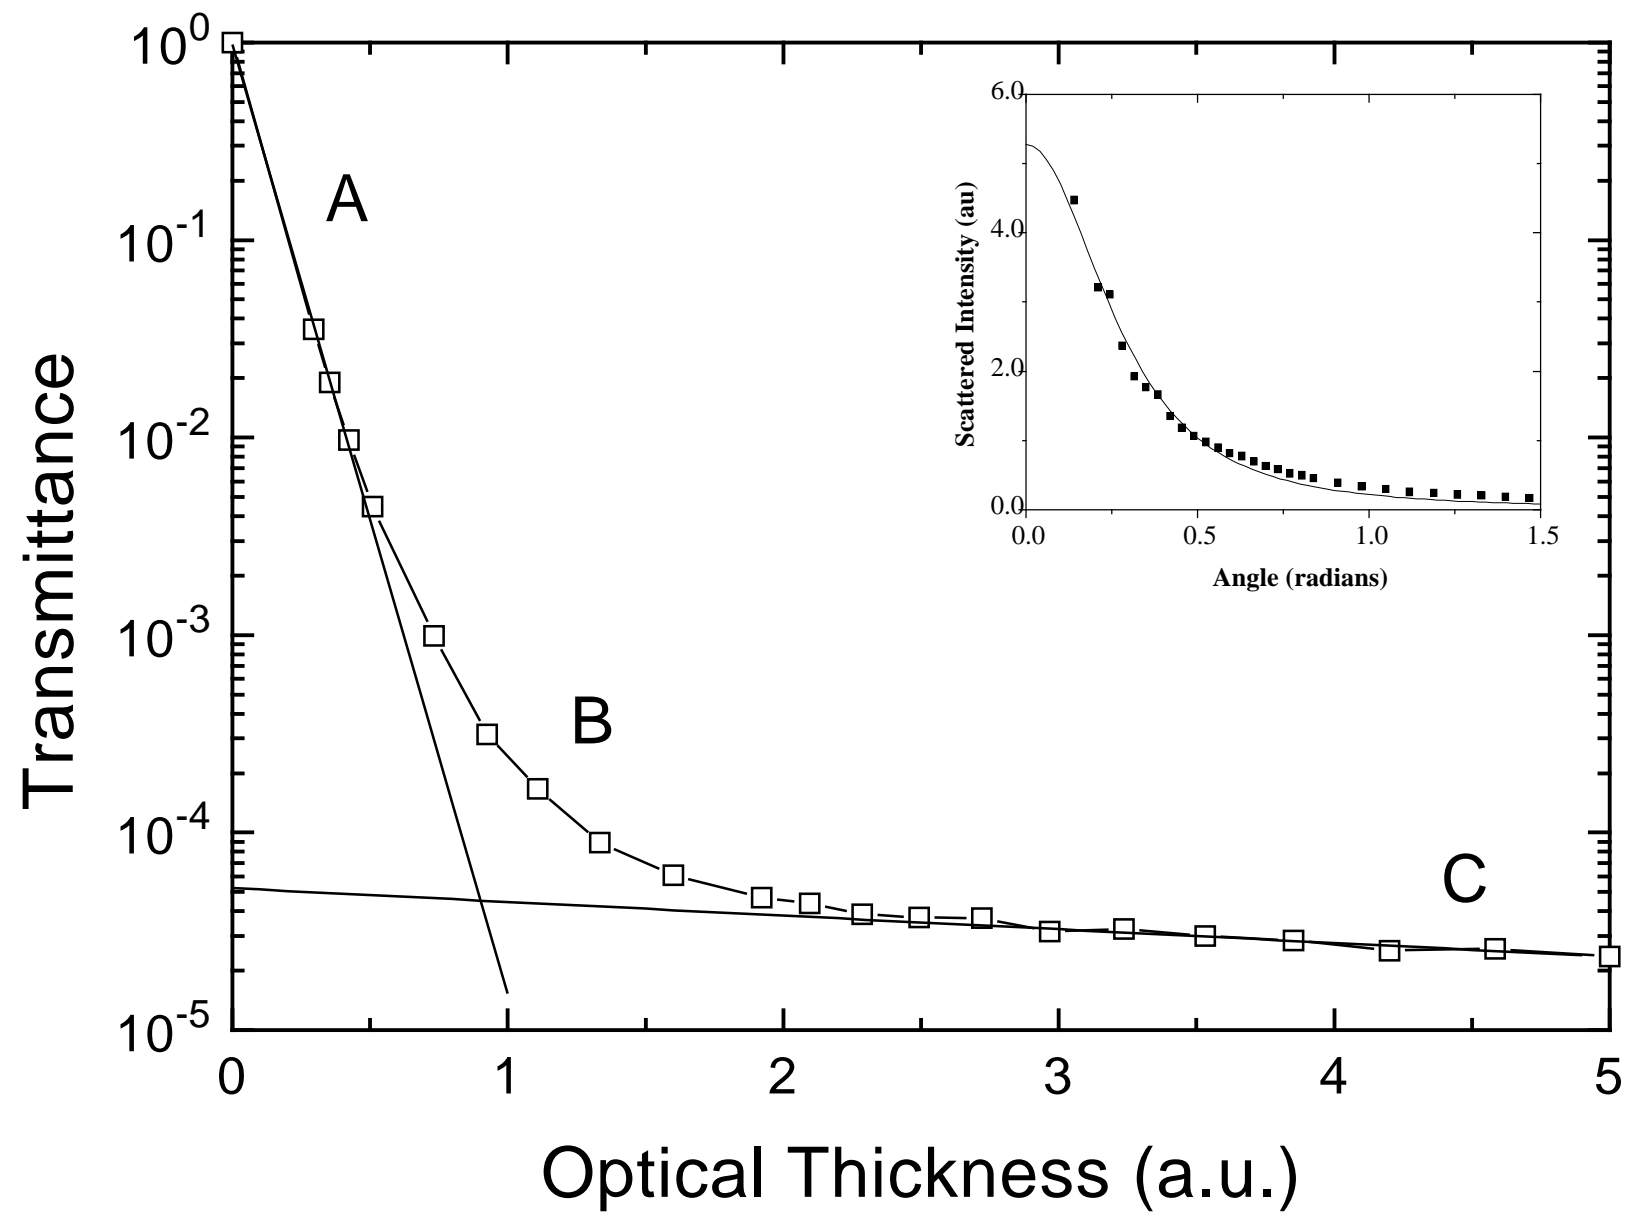 10⁰
10⁻¹
10⁻²
10⁻³
10⁻⁴
10⁻⁵
Transmittance
0 1 2 3 4 5
Optical Thickness (a.u.)
A
B
C
6.0
4.0
2.0
0.0
Scattered Intensity (au)
0.0 0.5 1.0 1.5
Angle (radians)